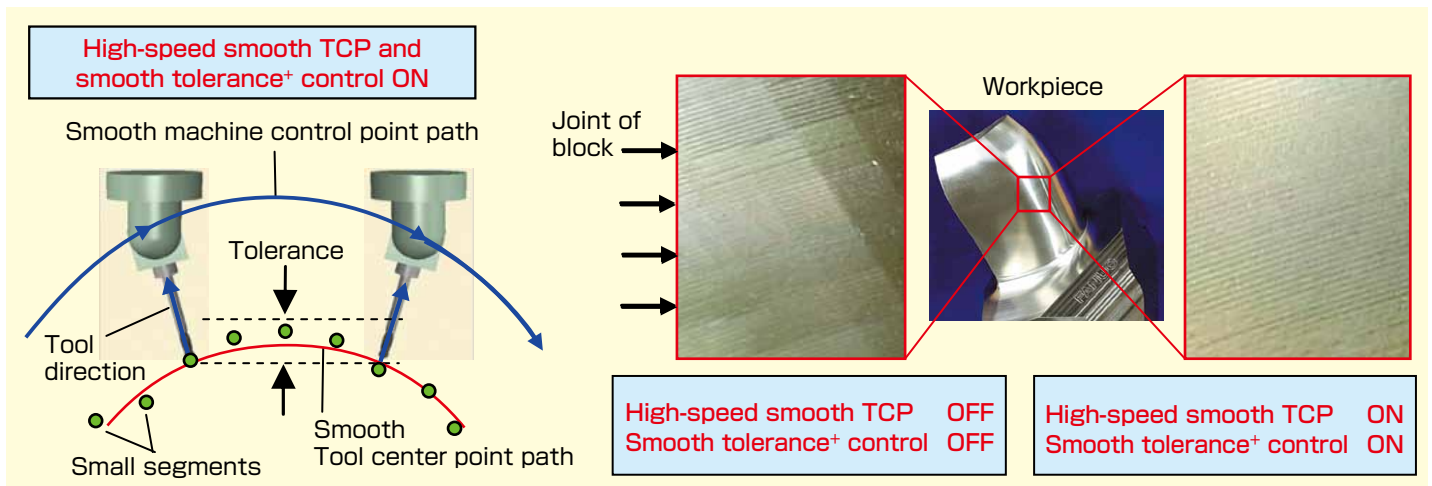 High-speed smooth TCP and
smooth tolerance⁺ control ON
Smooth machine control point path
Tolerance
Tool
direction
Small segments
Smooth
Tool center point path
Joint of
block
Workpiece
High-speed smooth TCP OFF
Smooth tolerance⁺ control OFF
High-speed smooth TCP ON
Smooth tolerance⁺ control ON